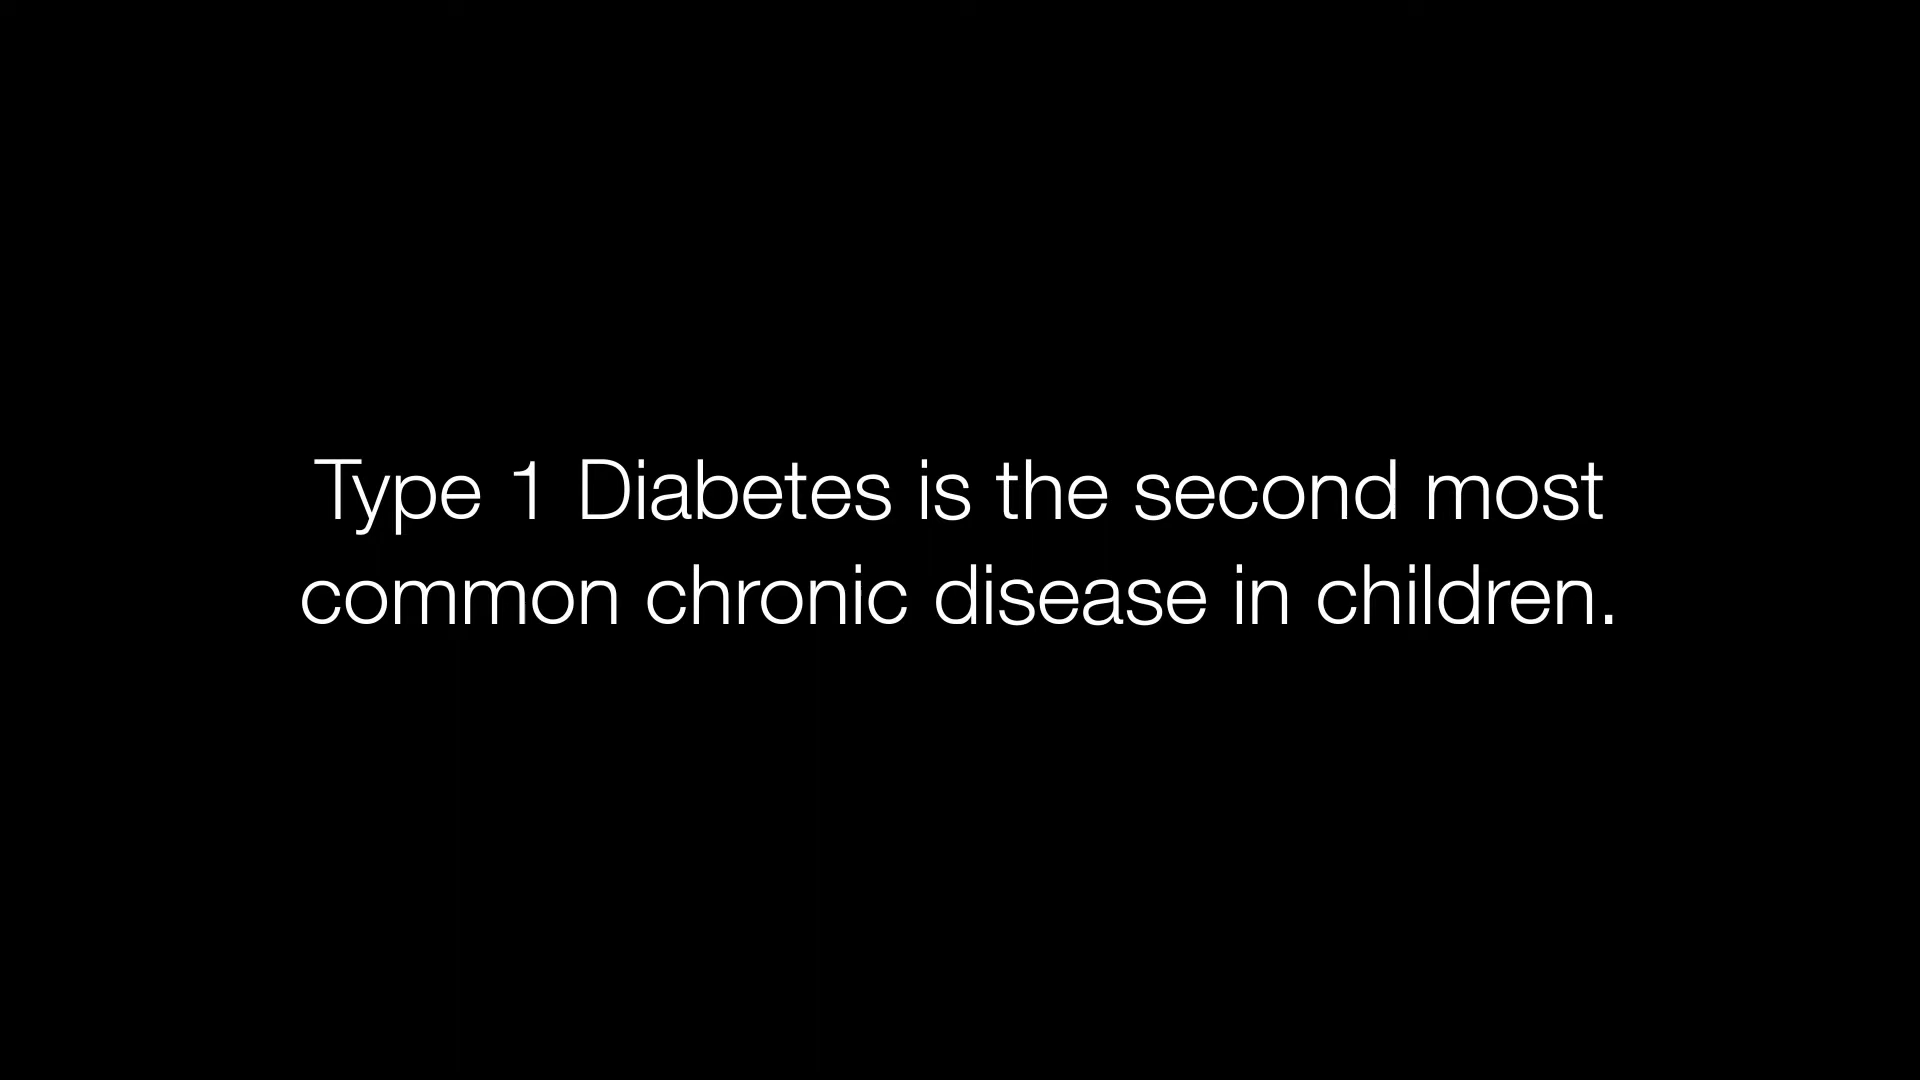 Type 1 Diabetes is the second most
common chronic disease in children.